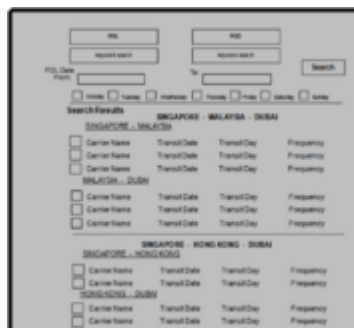 POL POD
keyword search keyword search
POL Date From: To: Search
Monday Tuesday Wednesday Thursday Friday Saturday Sunday
Search Results
SINGAPORE - MALAYSIA - DUBAI
SINGAPORE - MALAYSIA
Carrier Name Transit Date Transit Day Frequency
Carrier Name Transit Date Transit Day Frequency
Carrier Name Transit Date Transit Day Frequency
MALAYSIA - DUBAI
Carrier Name Transit Date Transit Day Frequency
Carrier Name Transit Date Transit Day Frequency
Carrier Name Transit Date Transit Day Frequency
SINGAPORE - HONG KONG - DUBAI
SINGAPORE - HONG KONG
Carrier Name Transit Date Transit Day Frequency
Carrier Name Transit Date Transit Day Frequency
HONG KONG - DUBAI
Carrier Name Transit Date Transit Day Frequency
Carrier Name Transit Date Transit Day Frequency